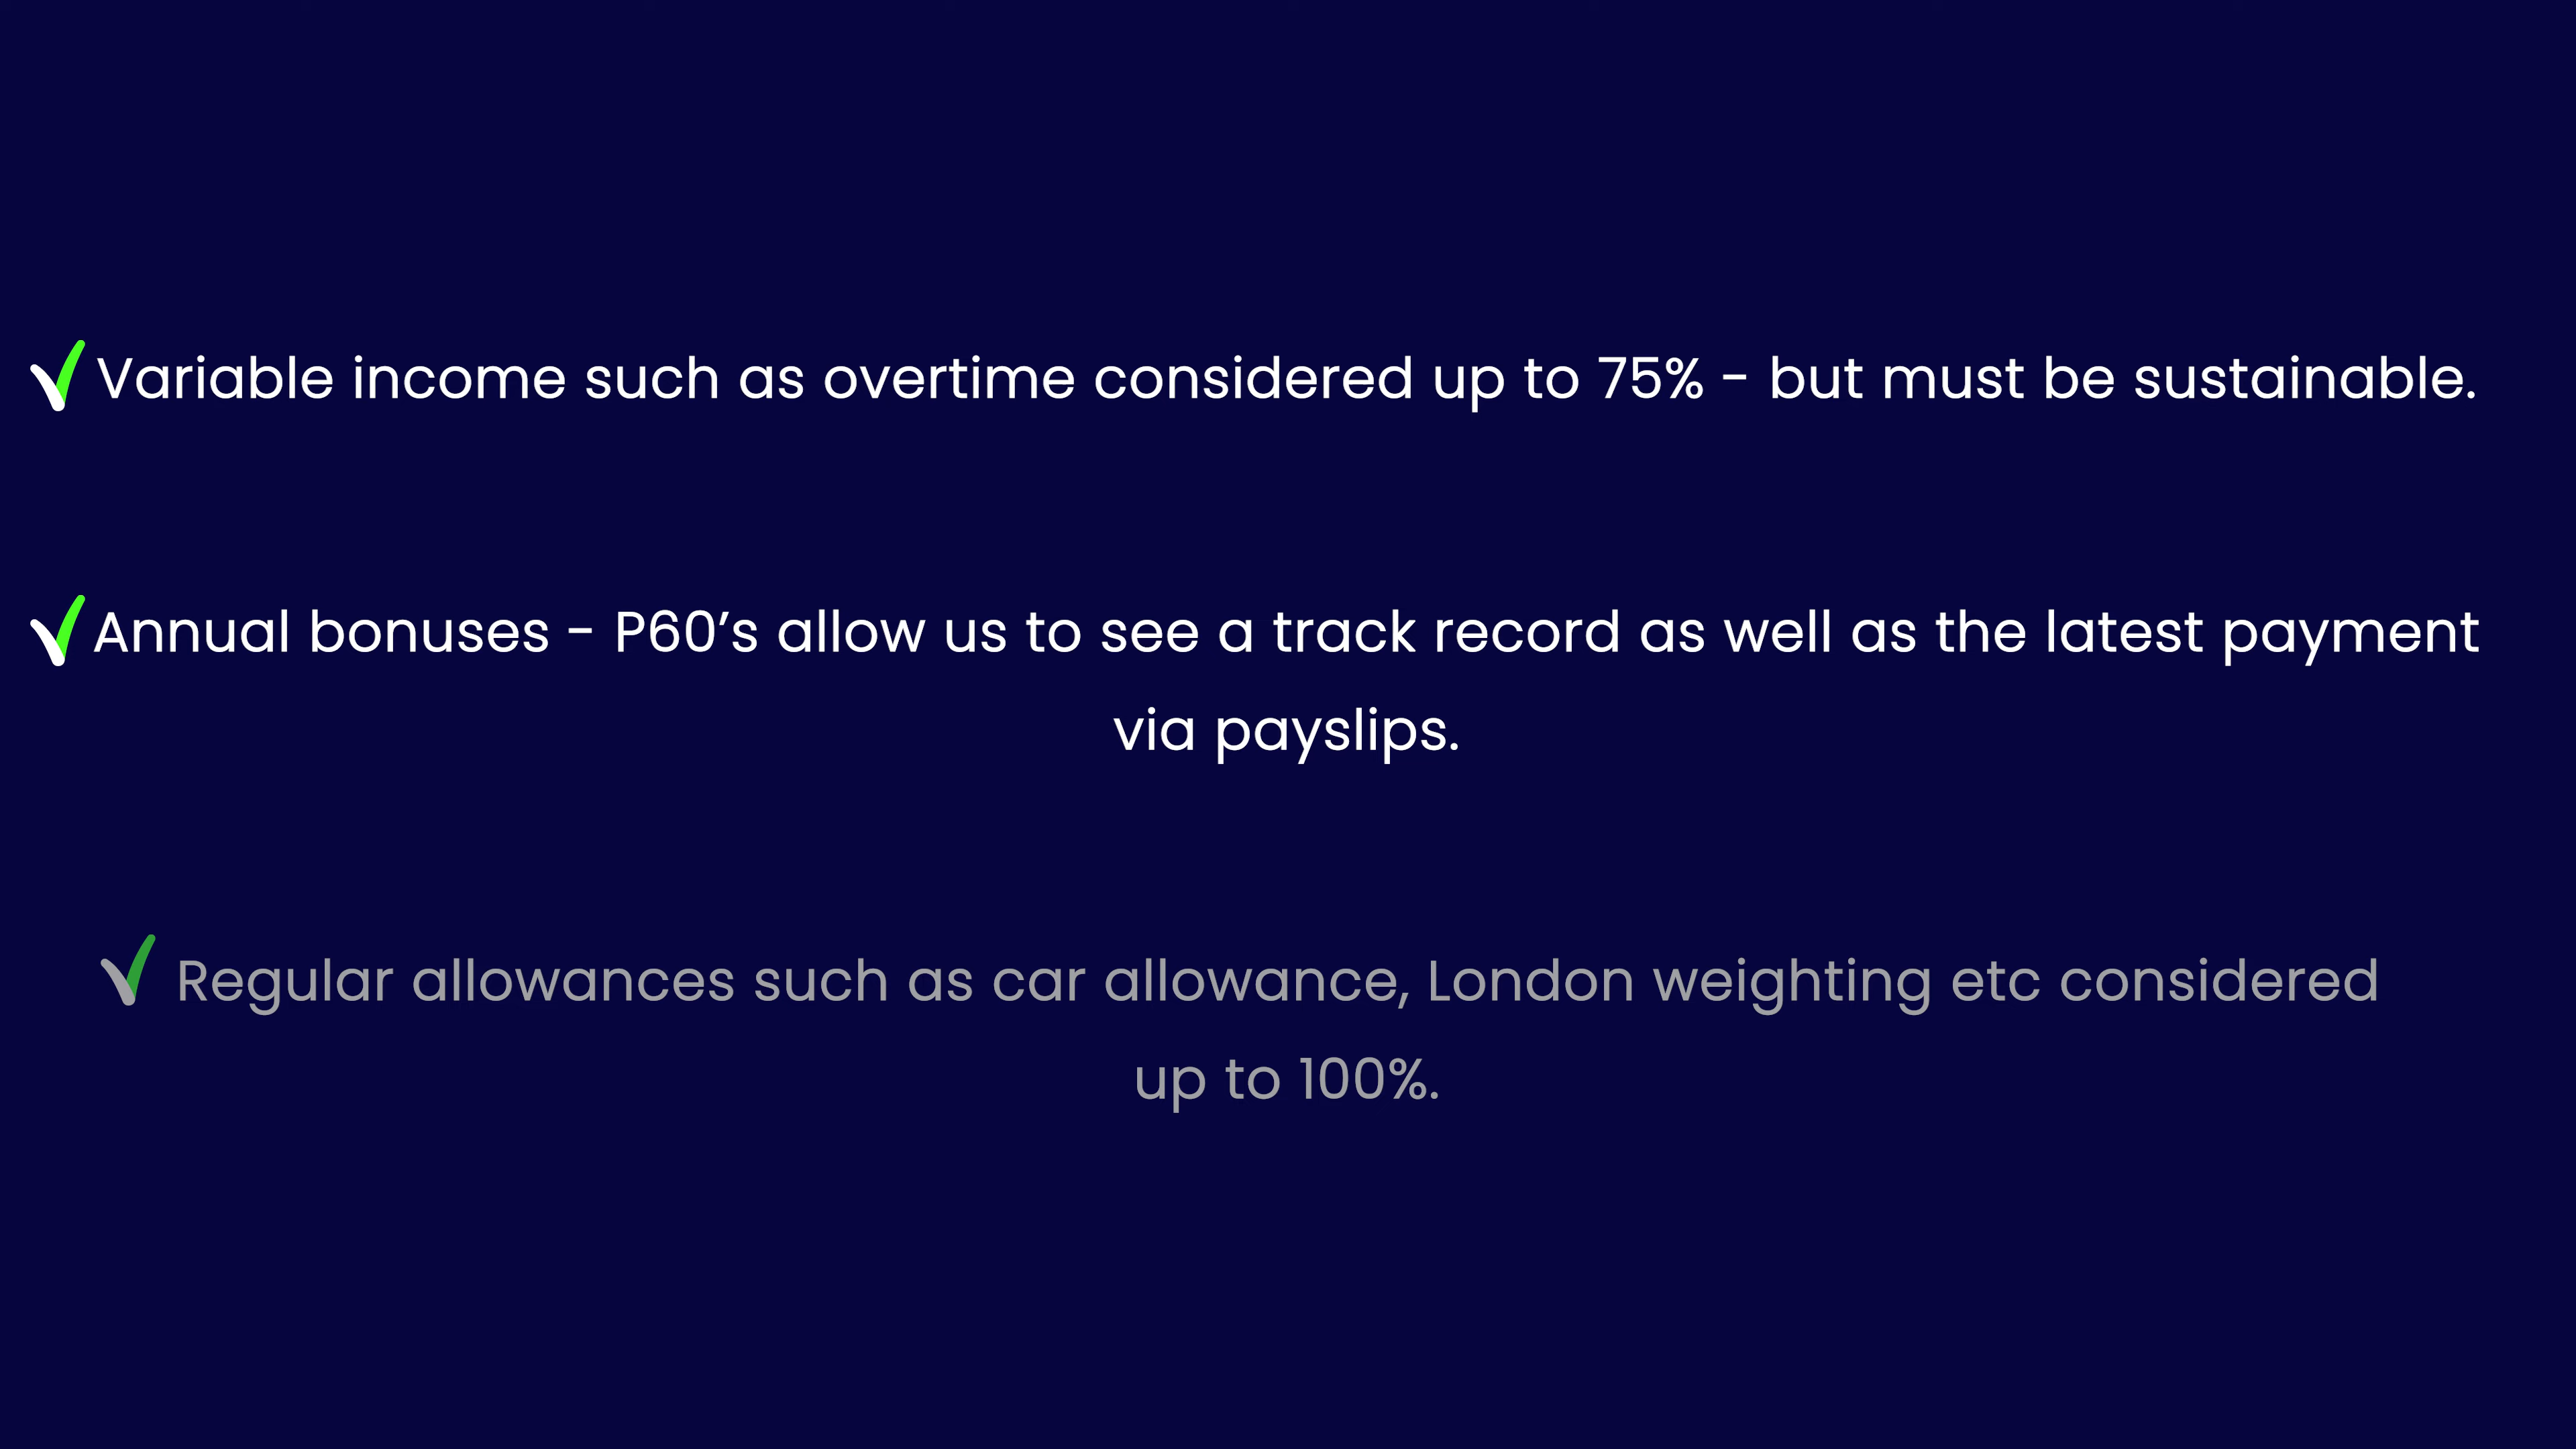 Variable income such as overtime considered up to 75% - but must be sustainable.
Annual bonuses - P60’s allow us to see a track record as well as the latest payment
via payslips.
Regular allowances such as car allowance, London weighting etc considered
up to 100%.